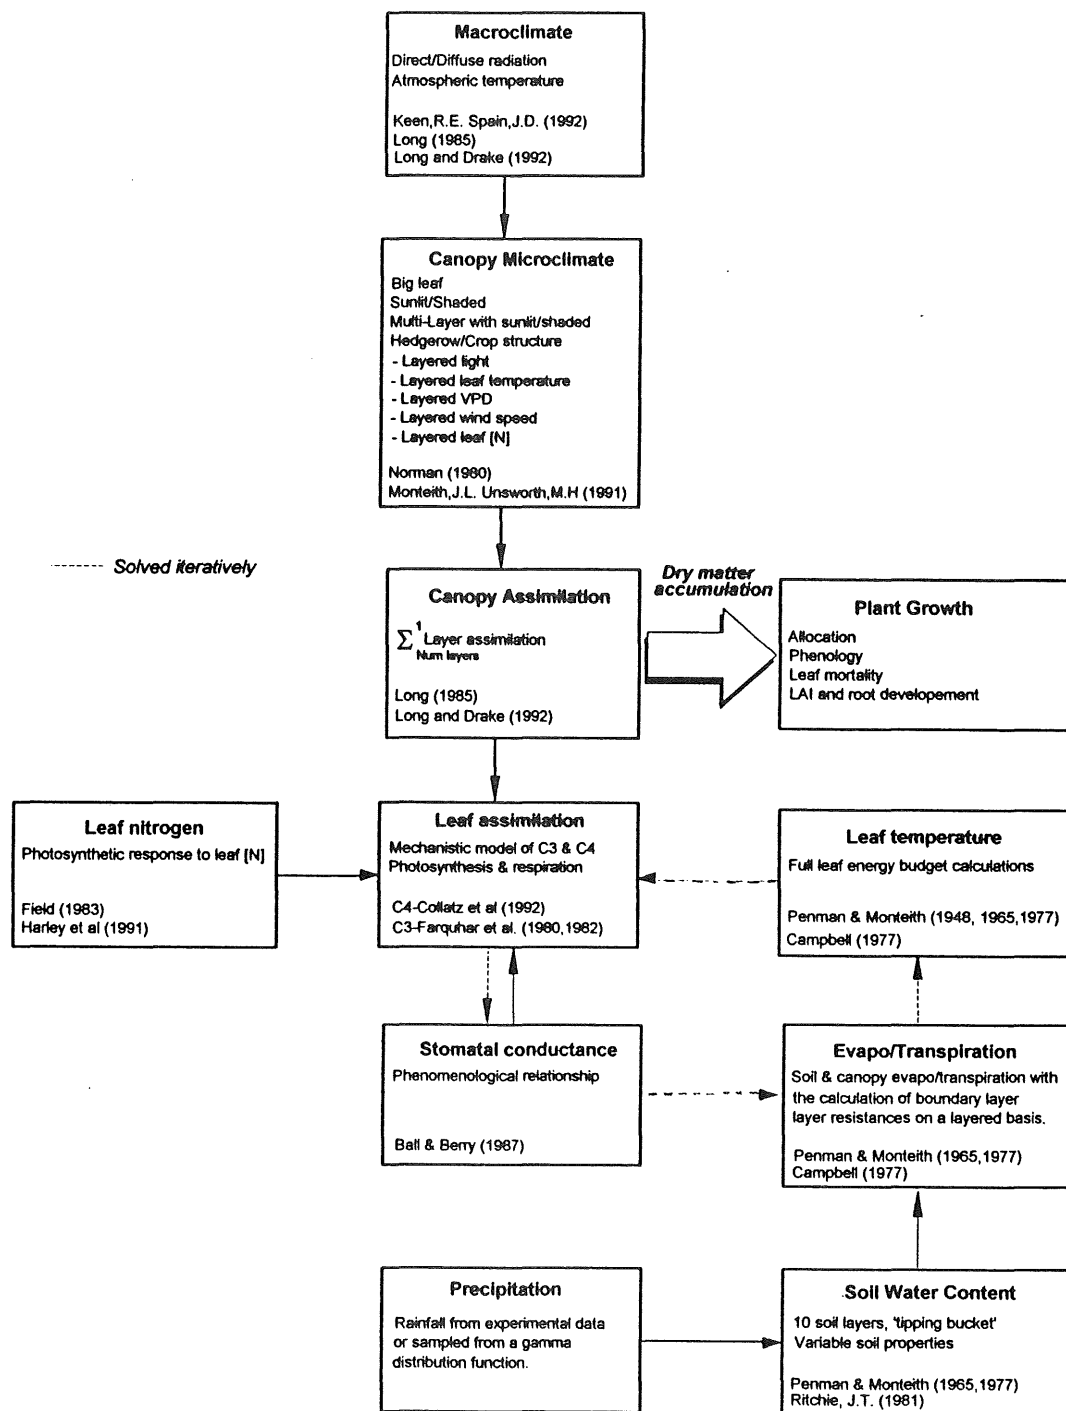 Macroclimate
Direct/Diffuse radiation
Atmospheric temperature
Keen,R.E. Spain,J.D. (1992)
Long (1985)
Long and Drake (1992)
Canopy Microclimate
Big leaf
Sunlit/Shaded
Multi-Layer with sunlit/shaded
Hedgerow/Crop structure
- Layered light
- Layered leaf temperature
- Layered VPD
- Layered wind speed
- Layered leaf [N]
Norman (1980)
Monteith,J.L. Unsworth,M.H (1991)
Solved iteratively
Canopy Assimilation
∑ 1 Layer assimilation
Num layers
Long (1985)
Long and Drake (1992)
Dry matter
accumulation
Plant Growth
Allocation
Phenology
Leaf mortality
LAI and root developement
Leaf nitrogen
Photosynthetic response to leaf [N]
Field (1983)
Harley et al (1991)
Leaf assimilation
Mechanistic model of C3 & C4
Photosynthesis & respiration
C4-Collatz et al (1992)
C3-Farquhar et al. (1980,1982)
Leaf temperature
Full leaf energy budget calculations
Penman & Monteith (1948, 1965,1977)
Campbell (1977)
Stomatal conductance
Phenomenological relationship
Ball & Berry (1987)
Evapo/Transpiration
Soil & canopy evapo/transpiration with
the calculation of boundary layer
layer resistances on a layered basis.
Penman & Monteith (1965,1977)
Campbell (1977)
Precipitation
Rainfall from experimental data
or sampled from a gamma
distribution function.
Soil Water Content
10 soil layers, 'tipping bucket'
Variable soil properties
Penman & Monteith (1965,1977)
Ritchie, J.T. (1981)